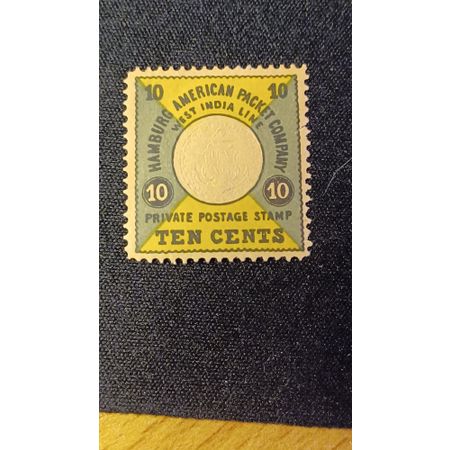 10 10
HAMBURG AMERICAN PACKET COMPANY
WEST INDIA LINE
10 10
PRIVATE POSTAGE STAMP
TEN CENTS